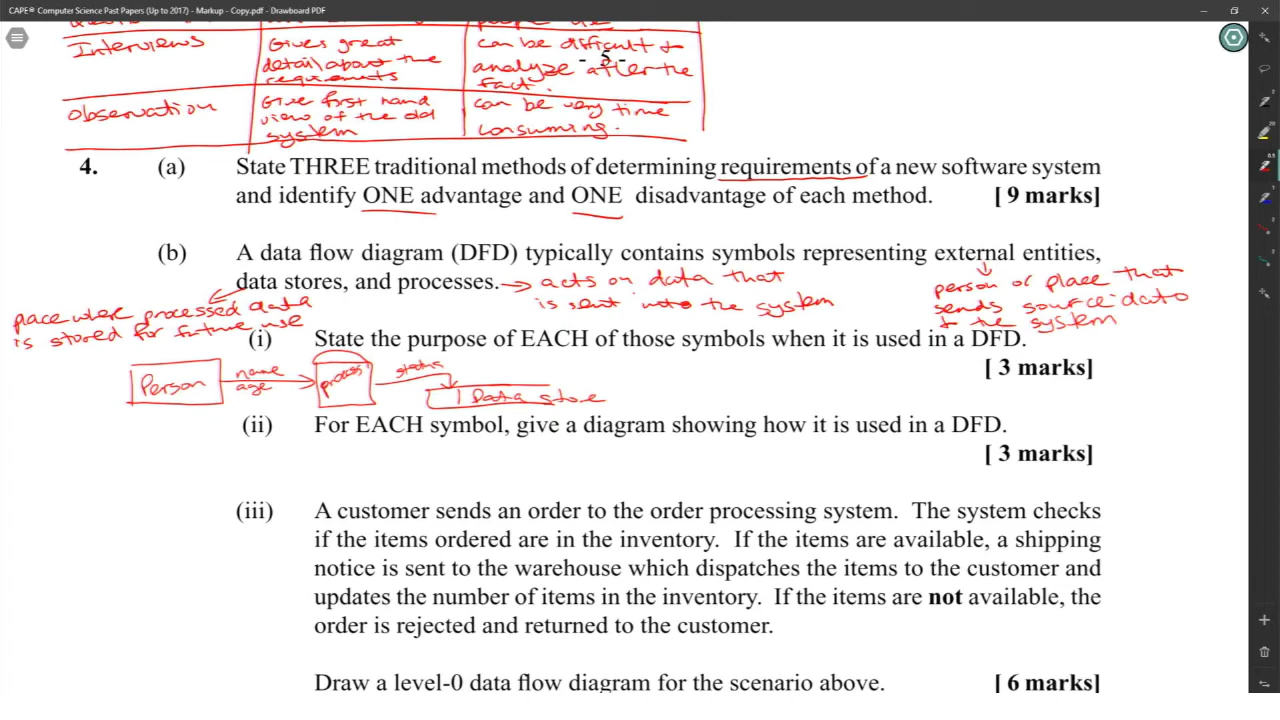 CAPE® Computer Science Past Papers (Up to 2017) - Markup - Copy.pdf - Drawboard PDF
Interviews
Gives great
detail about the
requirements
can be difficult to
analyze after the
fact.
- 5 -
Observation
Give first hand
view of the old
system
can be very time
consuming.
4. (a) State THREE traditional methods of determining requirements of a new software system
and identify ONE advantage and ONE disadvantage of each method. [ 9 marks]
(b) A data flow diagram (DFD) typically contains symbols representing external entities,
data stores, and processes.
acts on data that
is sent into the system
person or place that
sends source data
to the system
place where processed data
is stored for future use
(i) State the purpose of EACH of those symbols when it is used in a DFD.
[ 3 marks]
Person
name
age
process
Data store
(ii) For EACH symbol, give a diagram showing how it is used in a DFD.
[ 3 marks]
(iii) A customer sends an order to the order processing system. The system checks
if the items ordered are in the inventory. If the items are available, a shipping
notice is sent to the warehouse which dispatches the items to the customer and
updates the number of items in the inventory. If the items are not available, the
order is rejected and returned to the customer.
Draw a level-0 data flow diagram for the scenario above. [ 6 marks]